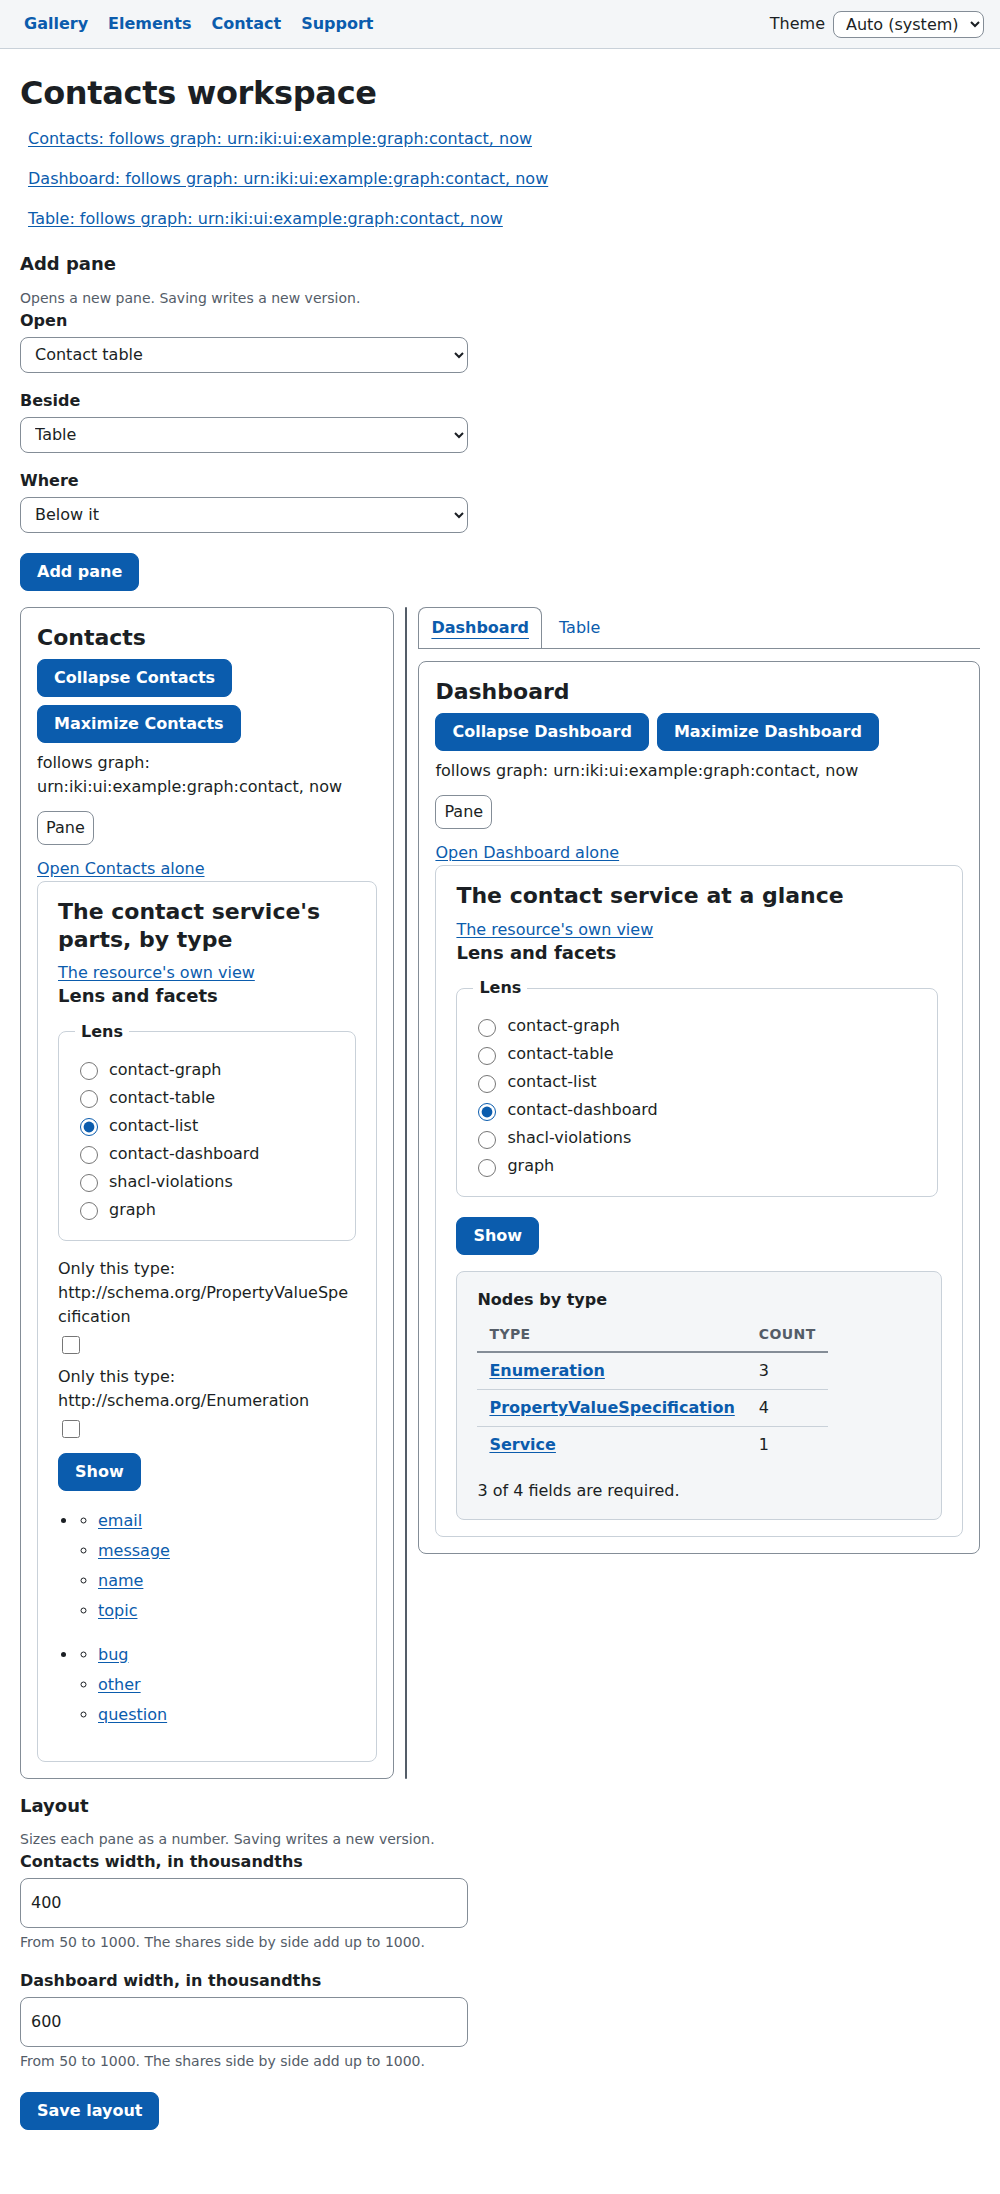 Gallery Elements Contact Support Theme Auto (system)
Contacts workspace
Contacts: follows graph: urn:iki:ui:example:graph:contact, now
Dashboard: follows graph: urn:iki:ui:example:graph:contact, now
Table: follows graph: urn:iki:ui:example:graph:contact, now
Add pane
Opens a new pane. Saving writes a new version.
Open
Contact table
Beside
Table
Where
Below it
Add pane
Contacts
Collapse Contacts
Maximize Contacts
follows graph:
urn:iki:ui:example:graph:contact, now
Pane
Open Contacts alone
The contact service's
parts, by type
The resource's own view
Lens and facets
Lens
contact-graph
contact-table
contact-list
contact-dashboard
shacl-violations
graph
Only this type:
http://schema.org/PropertyValueSpe
cification
Only this type:
http://schema.org/Enumeration
Show
email
message
name
topic
bug
other
question
Dashboard Table
Dashboard
Collapse Dashboard Maximize Dashboard
follows graph: urn:iki:ui:example:graph:contact, now
Pane
Open Dashboard alone
The contact service at a glance
The resource's own view
Lens and facets
Lens
contact-graph
contact-table
contact-list
contact-dashboard
shacl-violations
graph
Show
Nodes by type
TYPE COUNT
Enumeration 3
PropertyValueSpecification 4
Service 1
3 of 4 fields are required.
Layout
Sizes each pane as a number. Saving writes a new version.
Contacts width, in thousandths
400
From 50 to 1000. The shares side by side add up to 1000.
Dashboard width, in thousandths
600
From 50 to 1000. The shares side by side add up to 1000.
Save layout